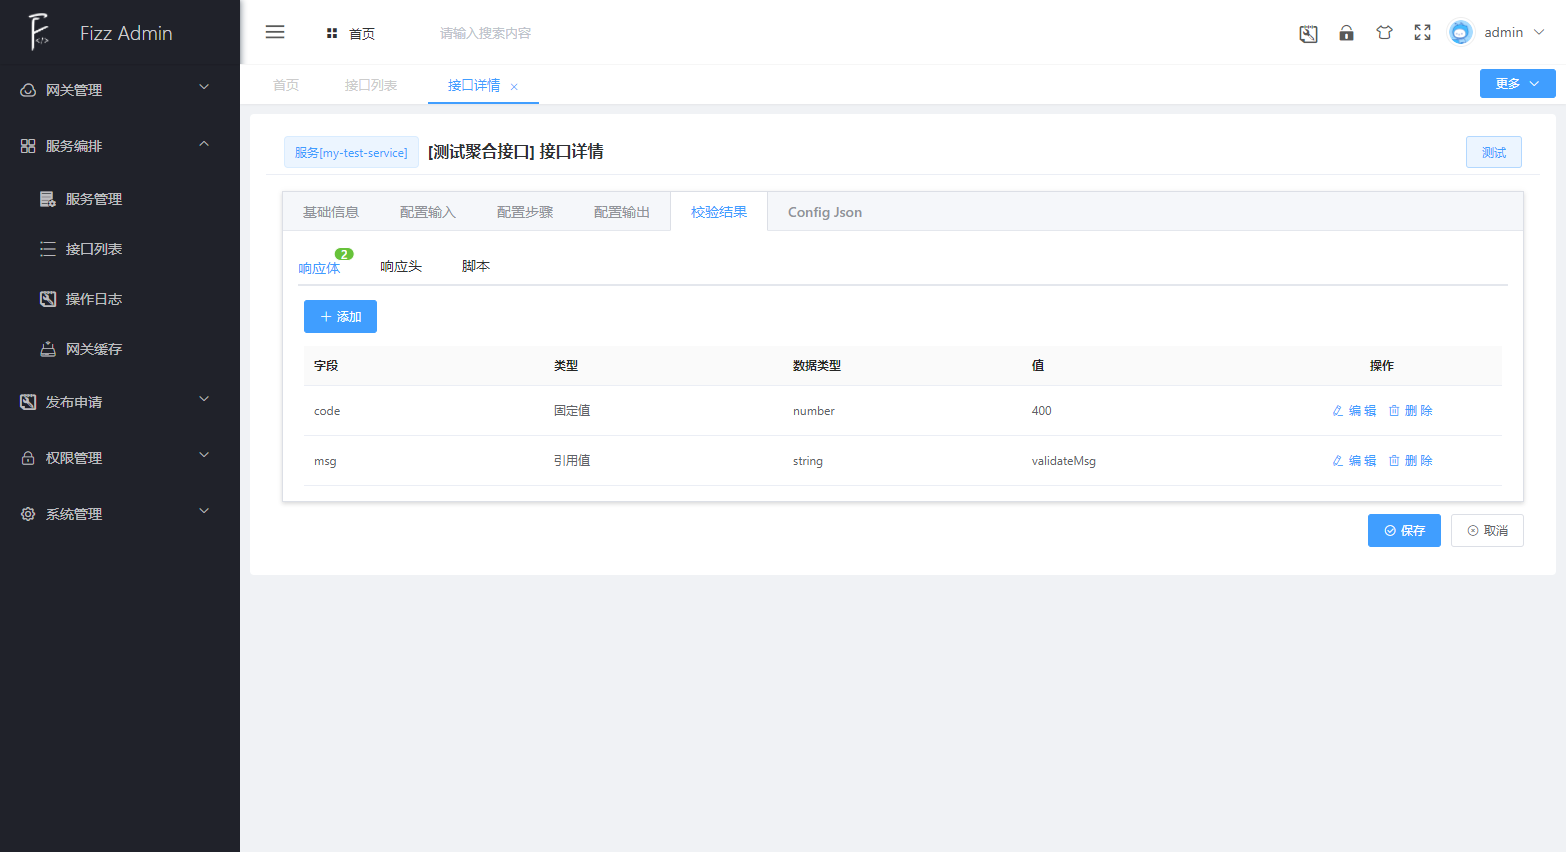 Fizz Admin
网关管理
服务编排
服务管理
接口列表
操作日志
网关缓存
发布申请
权限管理
系统管理
首页 请输入搜索内容 admin
首页 接口列表 接口详情 更多
服务[my-test-service] [测试聚合接口] 接口详情 测试
基础信息 配置输入 配置步骤 配置输出 校验结果 Config Json
响应体 2 响应头 脚本
添加
字段 类型 数据类型 值 操作
code 固定值 number 400 编辑 删除
msg 引用值 string validateMsg 编辑 删除
保存 取消